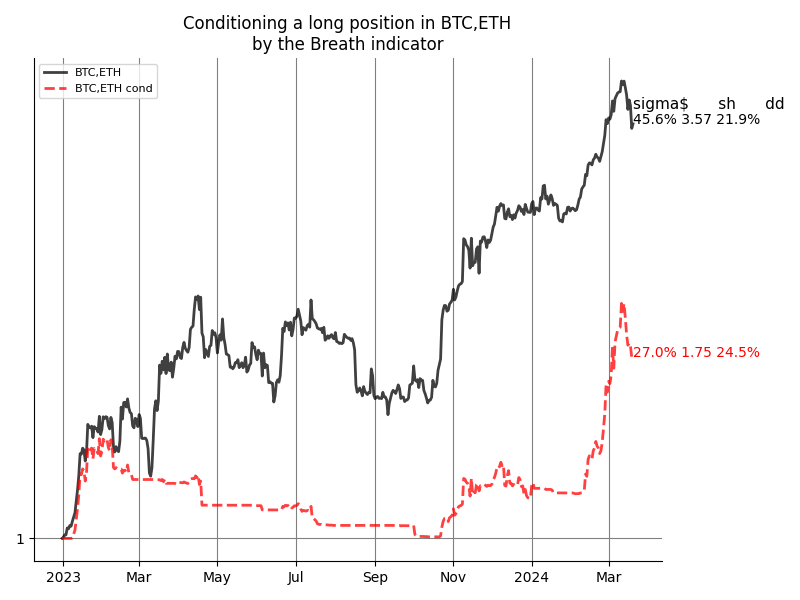 Conditioning a long position in BTC,ETH
by the Breath indicator
BTC,ETH
BTC,ETH cond
sigma$ sh dd
45.6% 3.57 21.9%
27.0% 1.75 24.5%
1
2023 Mar May Jul Sep Nov 2024 Mar